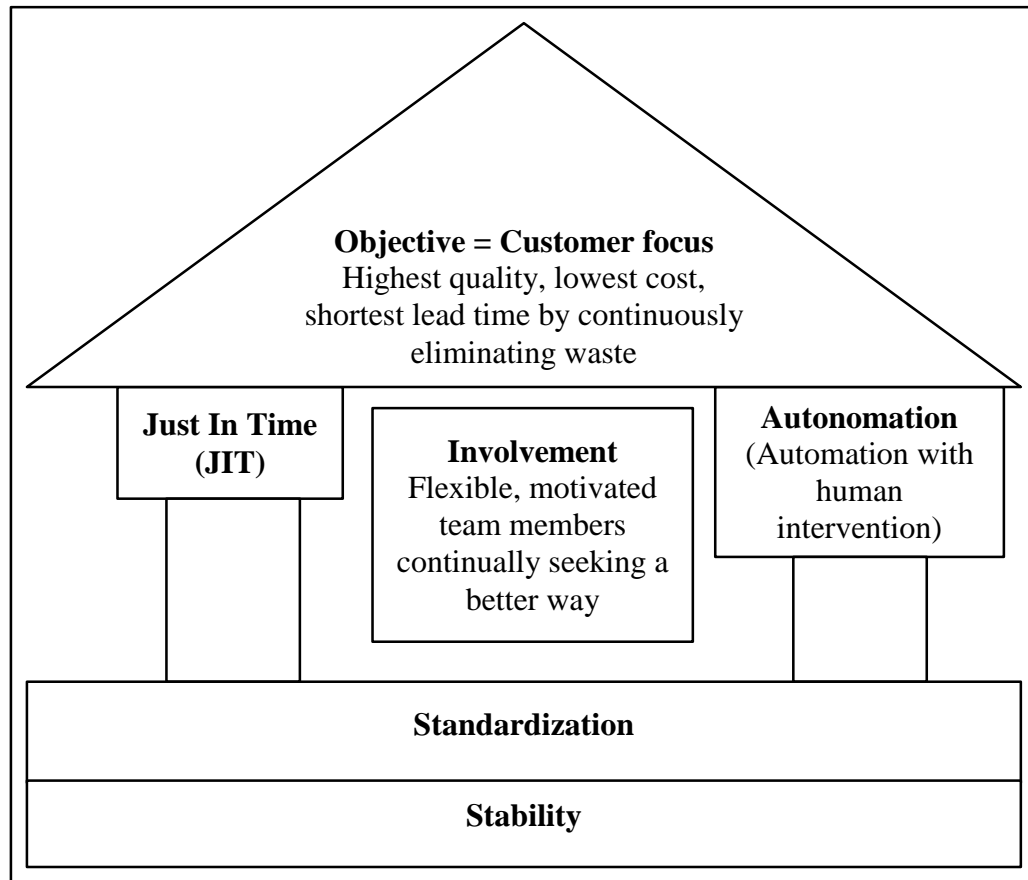 Objective = Customer focus
Highest quality, lowest cost,
shortest lead time by continuously
eliminating waste
Just In Time
(JIT)
Involvement
Flexible, motivated
team members
continually seeking a
better way
Autonomation
(Automation with
human
intervention)
Standardization
Stability